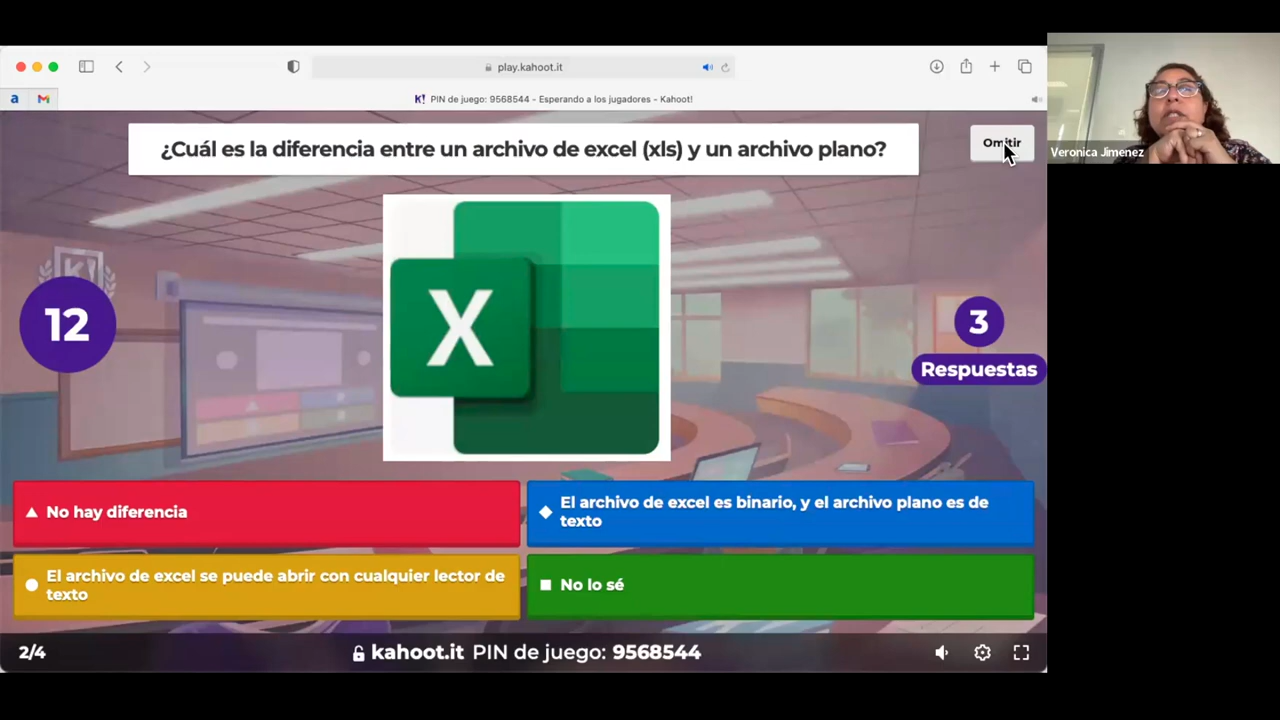 play.kahoot.it
a
K! PIN de juego: 9568544 - Esperando a los jugadores - Kahoot!
¿Cuál es la diferencia entre un archivo de excel (xls) y un archivo plano?
Omitir
Veronica Jimenez
K!
X
12
3
Respuestas
No hay diferencia
El archivo de excel es binario, y el archivo plano es de
texto
El archivo de excel se puede abrir con cualquier lector de
texto
No lo sé
2/4
kahoot.it PIN de juego: 9568544